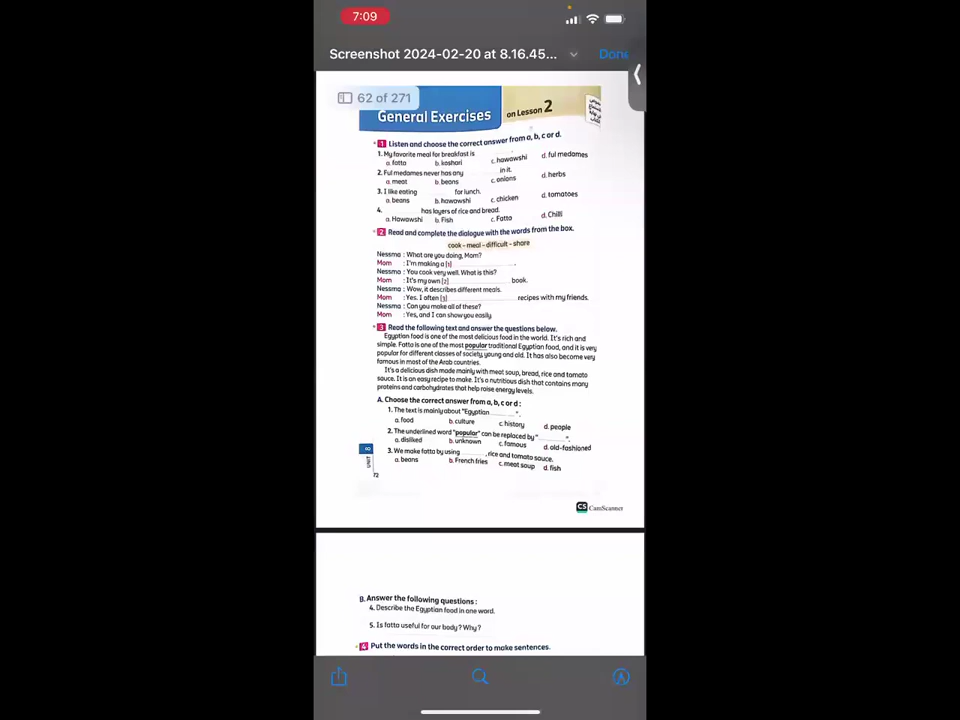 7:09
Screenshot 2024-02-20 at 8.16.45... Done
62 of 271
General Exercises on Lesson 2
1 Listen and choose the correct answer from a, b, c or d.
1. My favorite meal for breakfast is
a. fatta b. koshari c. hawawshi d. ful medames
2. Ful medames never has any in it.
a. meat b. beans c. onions d. herbs
3. I like eating for lunch.
a. beans b. hawawshi c. chicken d. tomatoes
4. has layers of rice and bread.
a. Hawawshi b. Fish c. Fatta d. Chilli
2 Read and complete the dialogue with the words from the box.
cook – meal – difficult – share
Nessma : What are you doing, Mom?
Mom : I'm making a (1) .
Nessma : You cook very well. What is this?
Mom : It's my own (2) book.
Nessma : Wow, it describes different meals.
Mom : Yes. I often (3) recipes with my friends.
Nessma : Can you make all of these?
Mom : Yes, and I can show you easily
3 Read the following text and answer the questions below.
Egyptian food is one of the most delicious food in the world. It's rich and
simple. Fatta is one of the most popular traditional Egyptian food, and it is very
popular for different classes of society, young and old. It has also become very
famous in most of the Arab countries.
It's a delicious dish made mainly with meat soup, bread, rice and tomato
sauce. It is an easy recipe to make. It's a nutritious dish that contains many
proteins and carbohydrates that help raise energy levels.
A. Choose the correct answer from a, b, c or d :
1. The text is mainly about "Egyptian ........".
a. food b. culture c. history d. people
2. The underlined word "popular" can be replaced by "........".
a. disliked b. unknown c. famous d. old-fashioned
3. We make fatta by using ........, rice and tomato sauce.
a. beans b. French fries c. meat soup d. fish
UNIT 8
72
CS CamScanner
B. Answer the following questions :
4. Describe the Egyptian food in one word.
5. Is fatta useful for our body? Why?
4 Put the words in the correct order to make sentences.